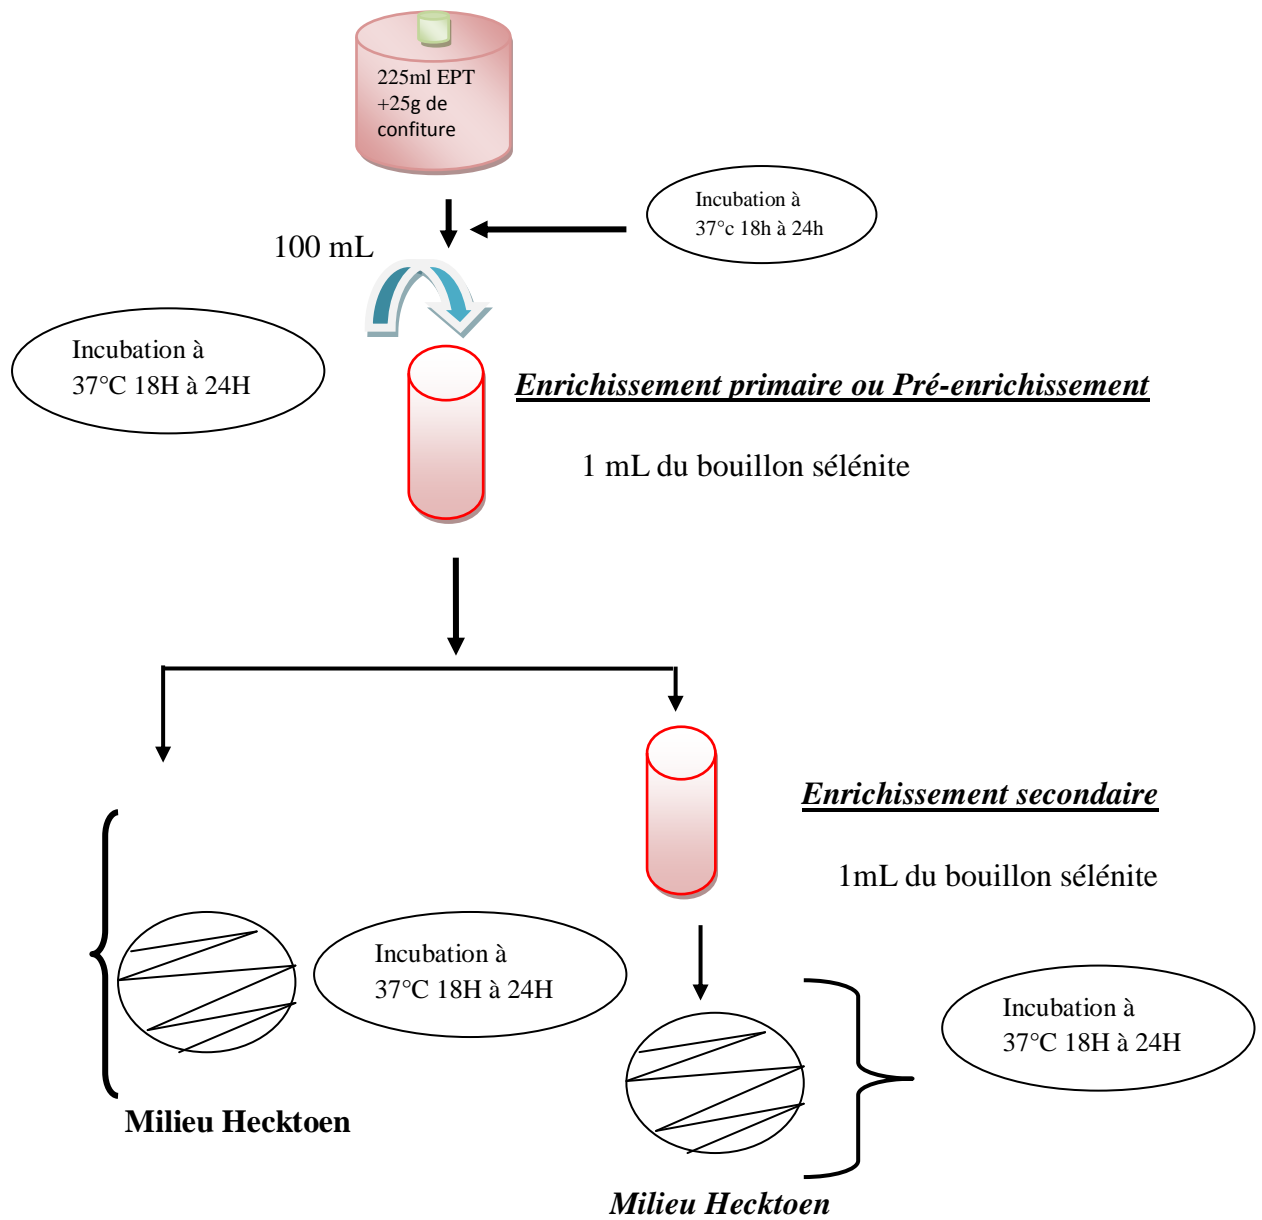 225ml EPT
+25g de
confiture
Incubation à
37°c 18h à 24h
100 mL
Incubation à
37°C 18H à 24H
Enrichissement primaire ou Pré-enrichissement
1 mL du bouillon sélénite
Enrichissement secondaire
1mL du bouillon sélénite
Incubation à
37°C 18H à 24H
Incubation à
37°C 18H à 24H
Milieu Hecktoen
Milieu Hecktoen